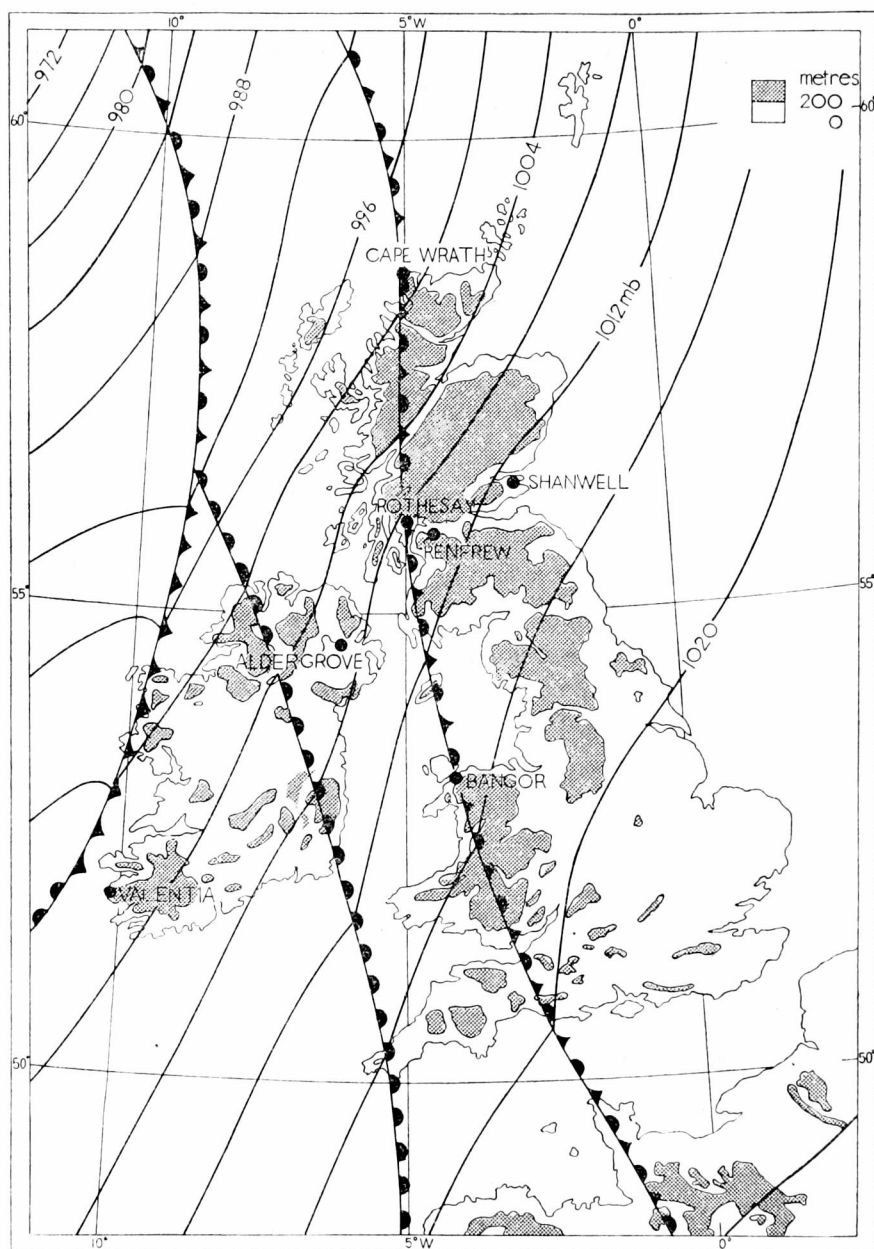 10° 5°W 0°
972
980
988
metres
200
0
60° 60°
1004
996
CAPE WRATH
1012mb
SHANWELL
ROTHESAY
RENFREW
55° 55°
ALDERGROVE
1020
BANGOR
VALENTIA
50° 50°
10° 5°W 0°